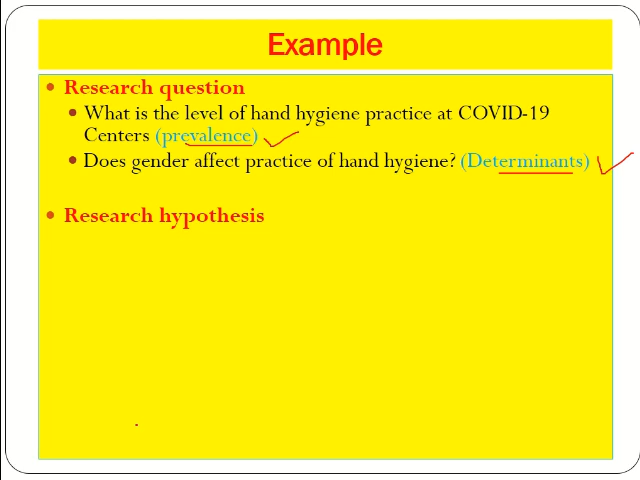 Example
Research question
What is the level of hand hygiene practice at COVID-19
Centers (prevalence)
Does gender affect practice of hand hygiene? (Determinants)
Research hypothesis